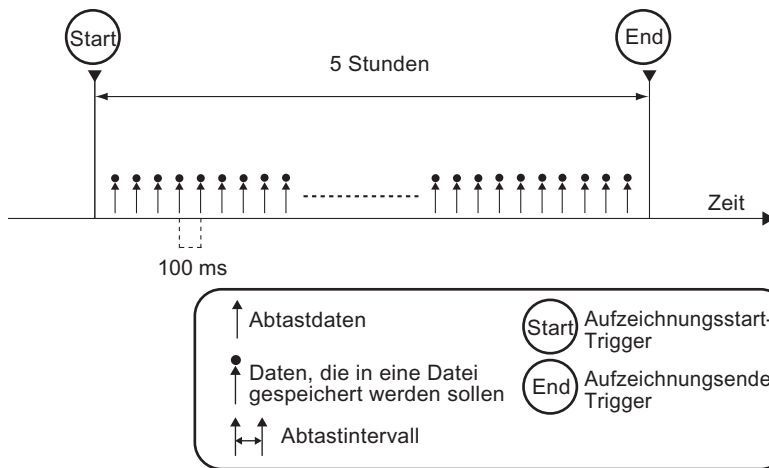 Start
End
5 Stunden
Zeit
100 ms
Abtastdaten
Daten, die in eine Datei
gespeichert werden sollen
Abtastintervall
Start
Aufzeichnungsstart-
Trigger
End
Aufzeichnungsende
Trigger